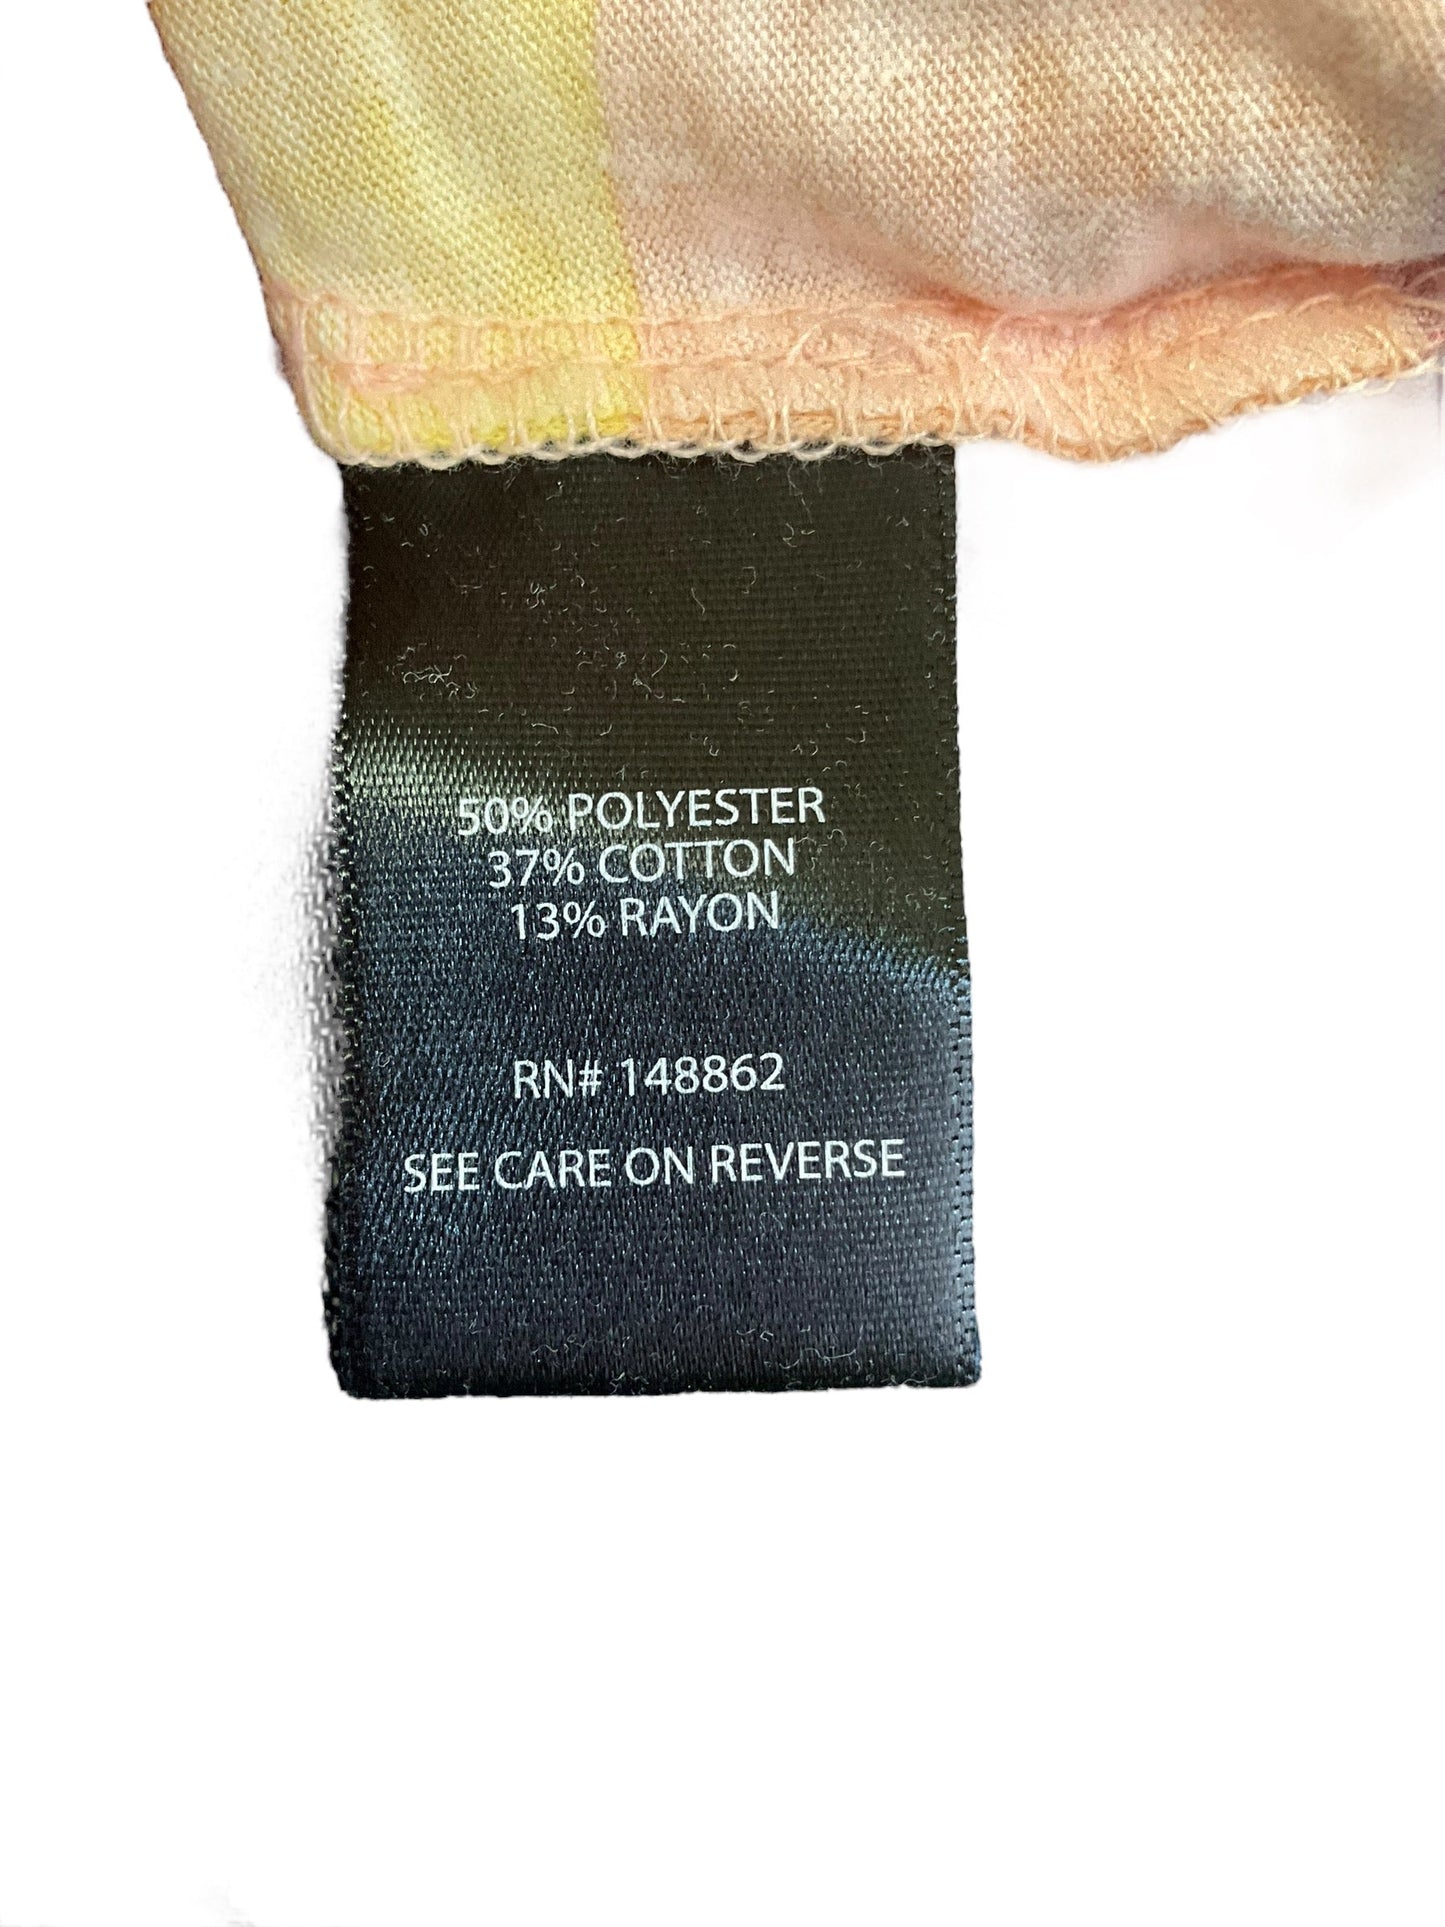 50% POLYESTER
37% COTTON
13% RAYON
RN# 148862
SEE CARE ON REVERSE